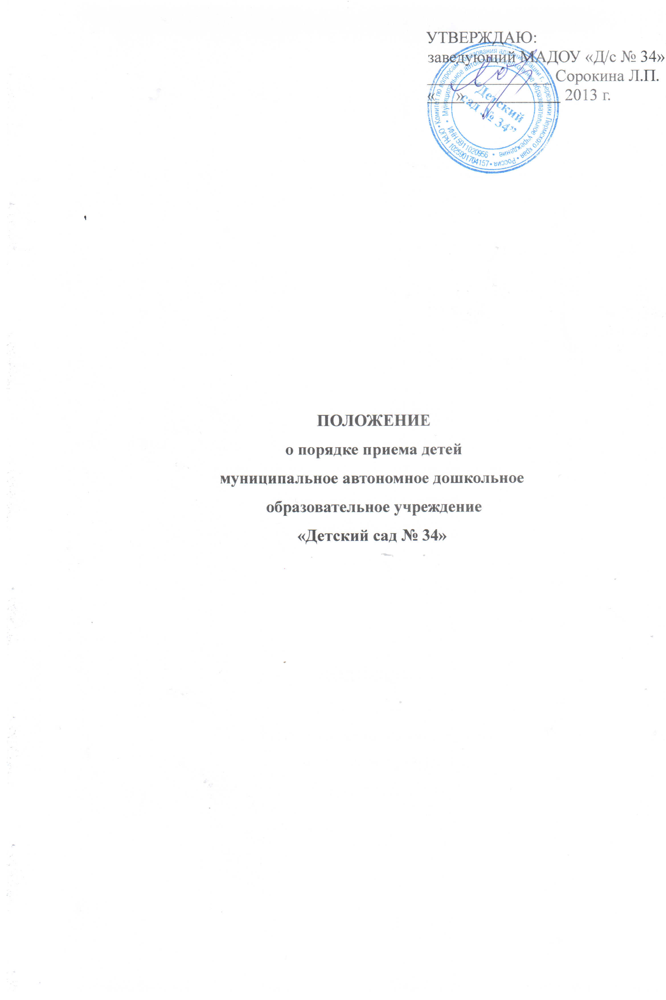 УТВЕРЖДАЮ:
заведующий МАДОУ «Д/с № 34»
_______________ Сорокина Л.П.
«___»____________ 2013 г.
• Комитет по вопросам образования администрации г. Березники Пермского края • Россия • ОГРН 1025901704157
• Муниципальное автономное дошкольное образовательное учреждение • ИНН 5911020956
“Детский
сад № 34”
ПОЛОЖЕНИЕ
о порядке приема детей
муниципальное автономное дошкольное
образовательное учреждение
«Детский сад № 34»